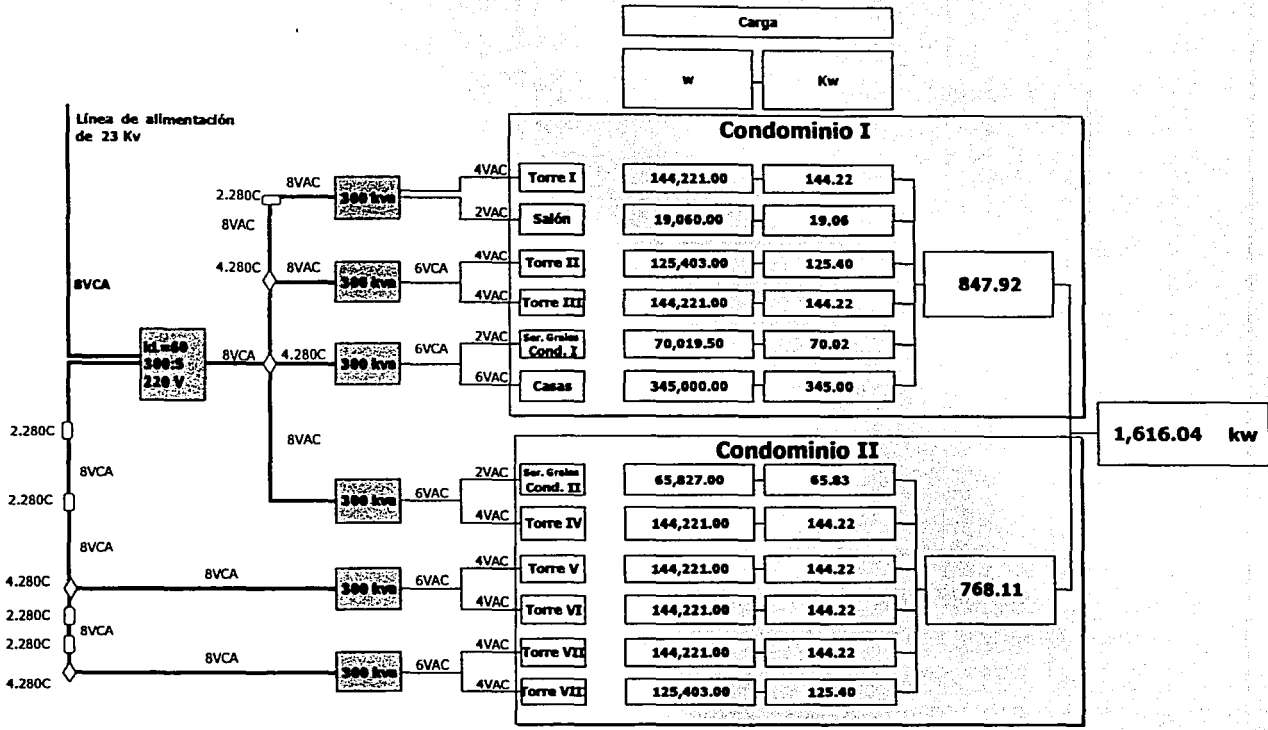 Carga
w
Kw
Línea de alimentación
de 23 Kv
Condominio I
8VAC
4VAC
Torre I
144,221.00
144.22
2.280C
300 kva
8VAC
2VAC
Salón
19,060.00
19.06
4.280C
8VAC
300 kva
6VCA
4VAC
Torre II
125,403.00
125.40
847.92
8VCA
4VAC
Torre III
144,221.00
144.22
kL=60
300:5
220 V
8VCA
4.280C
300 kva
6VCA
2VAC
Ser. Grales
Cond. I
70,019.50
70.02
6VAC
Casas
345,000.00
345.00
2.280C
8VAC
1,616.04 kw
Condominio II
8VCA
2VAC
Ser. Grales
Cond. II
65,827.00
65.83
2.280C
300 kva
6VAC
4VAC
Torre IV
144,221.00
144.22
8VCA
4VAC
Torre V
144,221.00
144.22
4.280C
8VCA
300 kva
6VAC
768.11
2.280C
4VAC
Torre VI
144,221.00
144.22
8VCA
2.280C
4VAC
Torre VII
144,221.00
144.22
4.280C
8VCA
300 kva
6VAC
4VAC
Torre VII
125,403.00
125.40